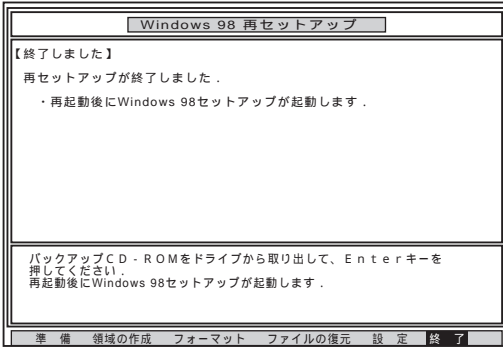 Windows 98 再セットアップ
【終了しました】
再セットアップが終了しました．
・再起動後にWindows 98セットアップが起動します．
バックアップＣＤ‐ＲＯＭをドライブから取り出して、Ｅｎｔｅｒキーを
押してください．
再起動後にWindows 98セットアップが起動します．
準　備　領域の作成　フォーマット　ファイルの復元　設　定　終　了